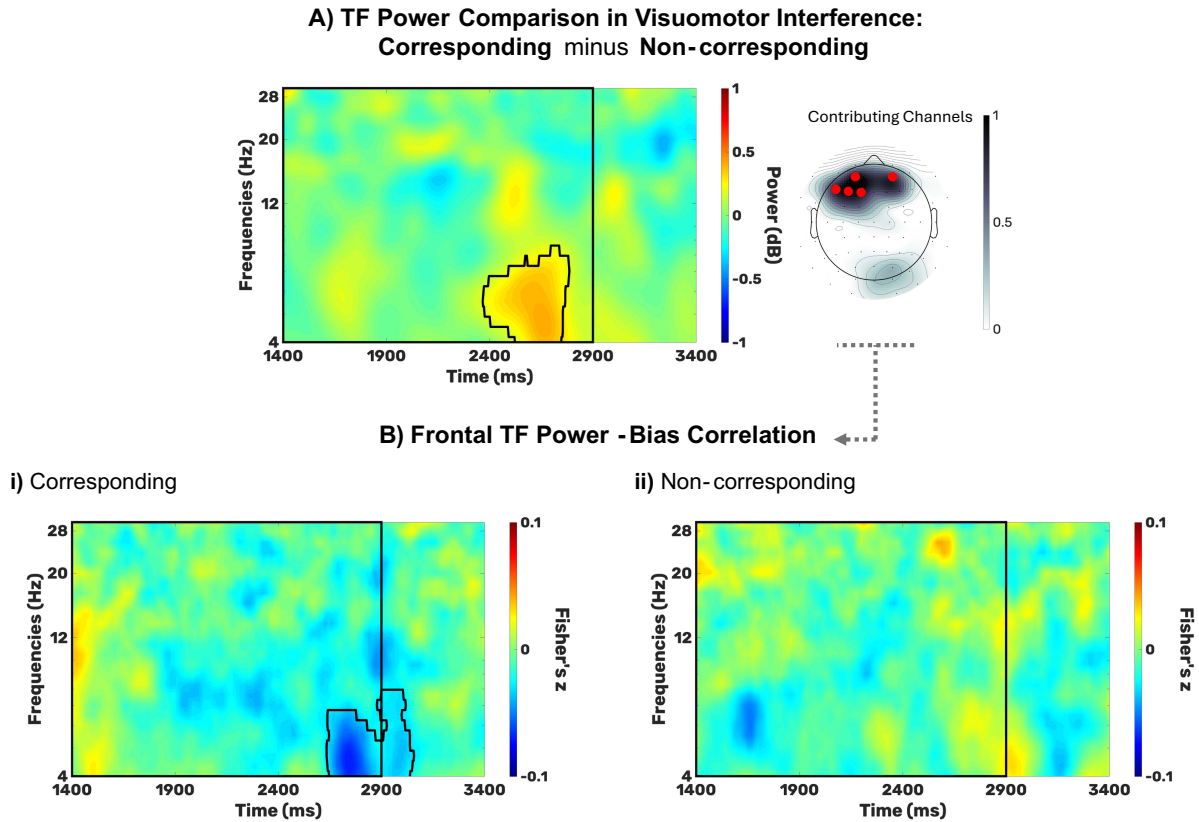 A) TF Power Comparison in Visuomotor Interference:
Corresponding minus Non-corresponding
28
20
12
4
Frequencies (Hz)
1400 1900 2400 2900 3400
Time (ms)
1
0.5
0
-0.5
-1
Power (dB)
Contributing Channels
1
0.5
0
B) Frontal TF Power - Bias Correlation
i) Corresponding
28
20
12
4
Frequencies (Hz)
1400 1900 2400 2900 3400
Time (ms)
0.1
0
-0.1
Fisher's z
ii) Non-corresponding
28
20
12
4
Frequencies (Hz)
1400 1900 2400 2900 3400
Time (ms)
0.1
0
-0.1
Fisher's z